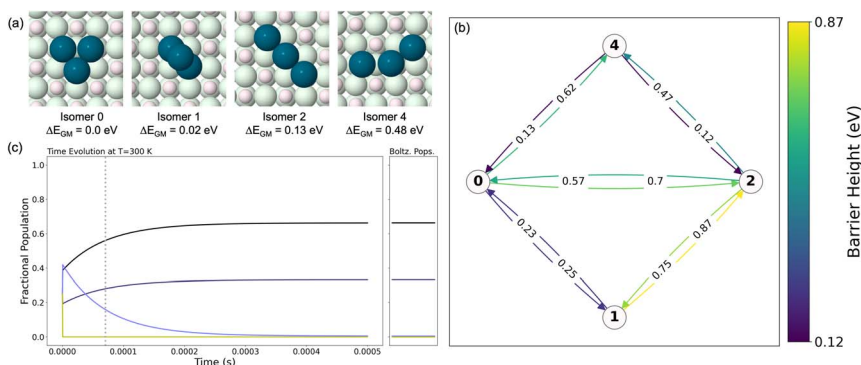 (a)
Isomer 0
ΔE_GM = 0.0 eV
Isomer 1
ΔE_GM = 0.02 eV
Isomer 2
ΔE_GM = 0.13 eV
Isomer 4
ΔE_GM = 0.48 eV
(c)
Time Evolution at T=300 K
Boltz. Pops.
1.0
0.8
0.6
0.4
0.2
0.0
Fractional Population
0.0000
0.0001
0.0002
0.0003
0.0004
0.0005
Time (s)
(b)
4
0.62
0.13
0.47
0.12
0
0.57
0.7
2
0.23
0.25
0.87
0.75
1
0.87
Barrier Height (eV)
0.12